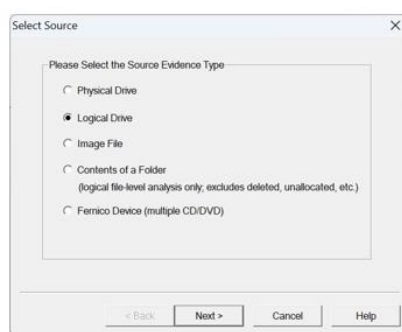 Select Source
Please Select the Source Evidence Type
Physical Drive
Logical Drive
Image File
Contents of a Folder
(logical file-level analysis only; excludes deleted, unallocated, etc.)
Fernico Device (multiple CD/DVD)
< Back Next > Cancel Help